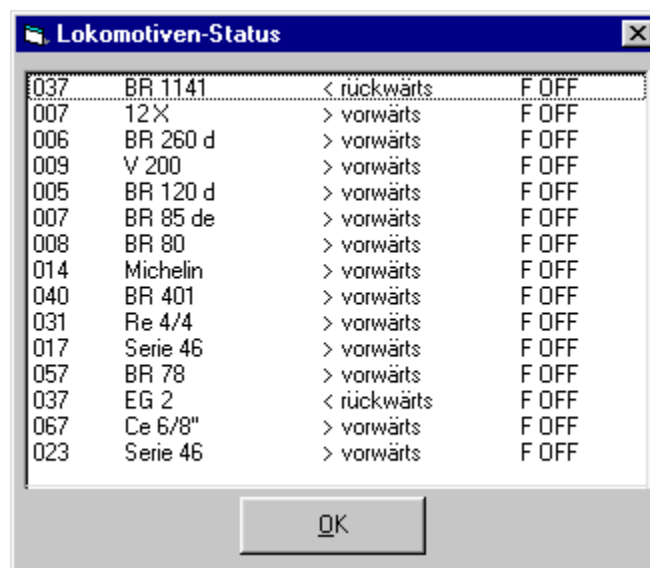 Lokomotiven-Status
037 BR 1141 < rückwärts F OFF
007 12X > vorwärts F OFF
006 BR 260 d > vorwärts F OFF
009 V 200 > vorwärts F OFF
005 BR 120 d > vorwärts F OFF
007 BR 85 de > vorwärts F OFF
008 BR 80 > vorwärts F OFF
014 Michelin > vorwärts F OFF
040 BR 401 > vorwärts F OFF
031 Re 4/4 > vorwärts F OFF
017 Serie 46 > vorwärts F OFF
057 BR 78 > vorwärts F OFF
037 EG 2 < rückwärts F OFF
067 Ce 6/8" > vorwärts F OFF
023 Serie 46 > vorwärts F OFF
OK